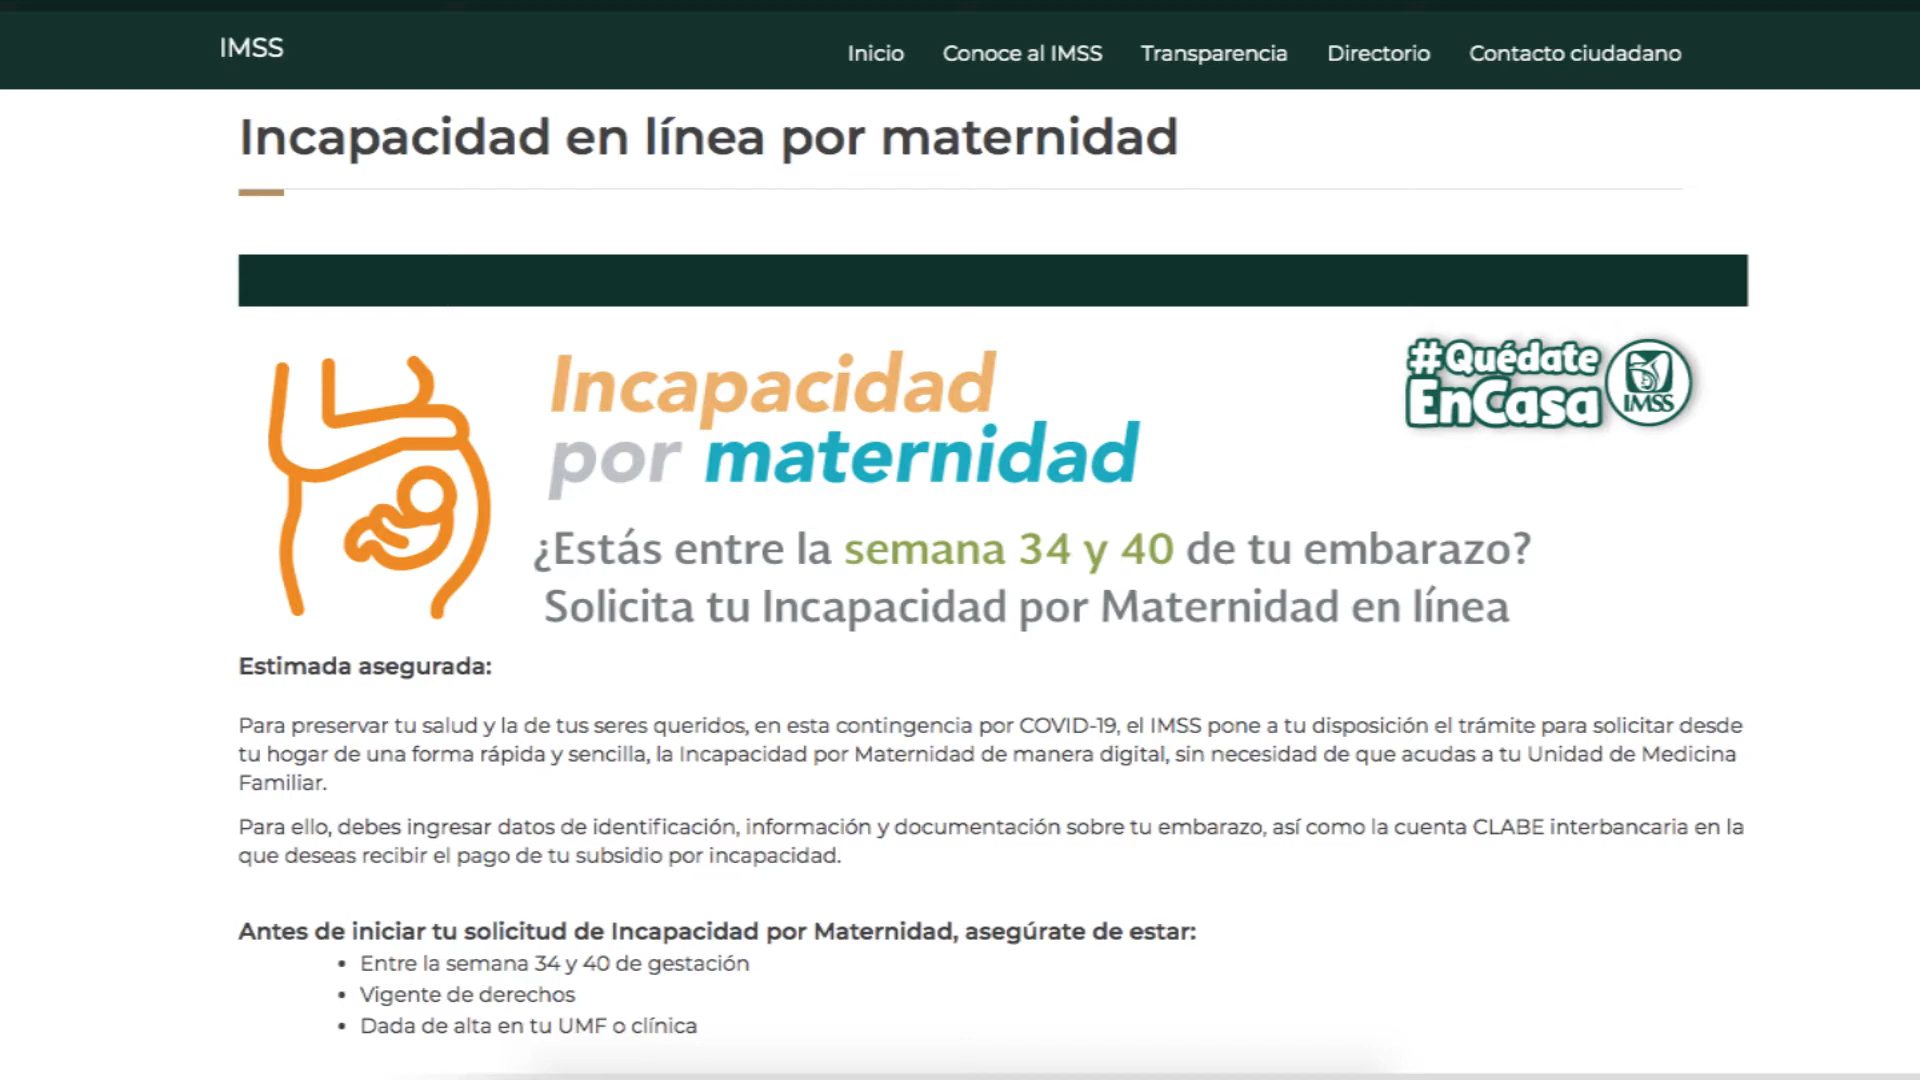 IMSS
Inicio Conoce al IMSS Transparencia Directorio Contacto ciudadano
Incapacidad en línea por maternidad
Incapacidad
por maternidad
#Quédate
EnCasa
IMSS
¿Estás entre la semana 34 y 40 de tu embarazo?
Solicita tu Incapacidad por Maternidad en línea
Estimada asegurada:
Para preservar tu salud y la de tus seres queridos, en esta contingencia por COVID-19, el IMSS pone a tu disposición el trámite para solicitar desde
tu hogar de una forma rápida y sencilla, la Incapacidad por Maternidad de manera digital, sin necesidad de que acudas a tu Unidad de Medicina
Familiar.
Para ello, debes ingresar datos de identificación, información y documentación sobre tu embarazo, así como la cuenta CLABE interbancaria en la
que deseas recibir el pago de tu subsidio por incapacidad.
Antes de iniciar tu solicitud de Incapacidad por Maternidad, asegúrate de estar:
• Entre la semana 34 y 40 de gestación
• Vigente de derechos
• Dada de alta en tu UMF o clínica